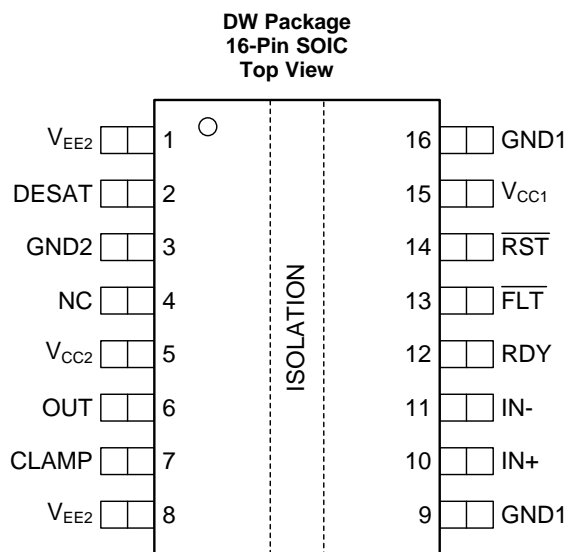 DW Package
16-Pin SOIC
Top View
VEE2 1 16 GND1
DESAT 2 15 VCC1
GND2 3 14 RST
NC 4 13 FLT
VCC2 5 12 RDY
OUT 6 11 IN-
CLAMP 7 10 IN+
VEE2 8 9 GND1
ISOLATION